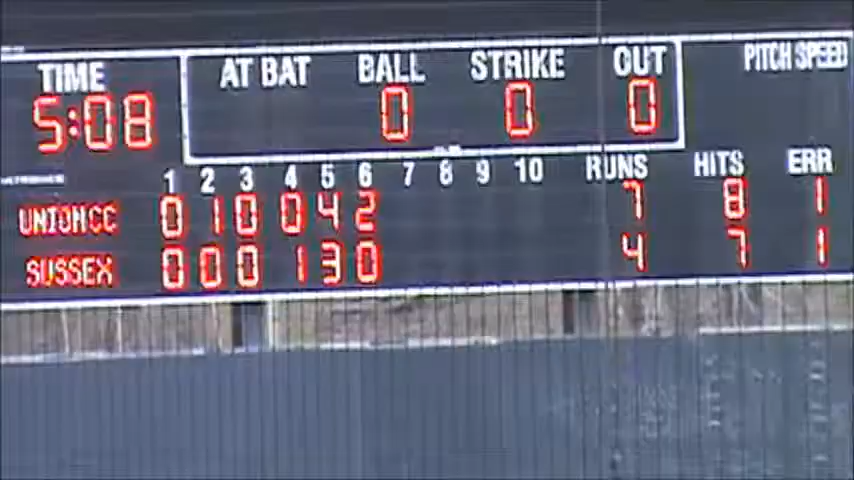 TIME AT BAT BALL STRIKE OUT PITCH SPEED
5:08 0 0 0
1 2 3 4 5 6 7 8 9 10 RUNS HITS ERR
UNIONCC 0 1 0 0 4 2 7 8 1
SUSSEX 0 0 0 1 3 0 4 7 1